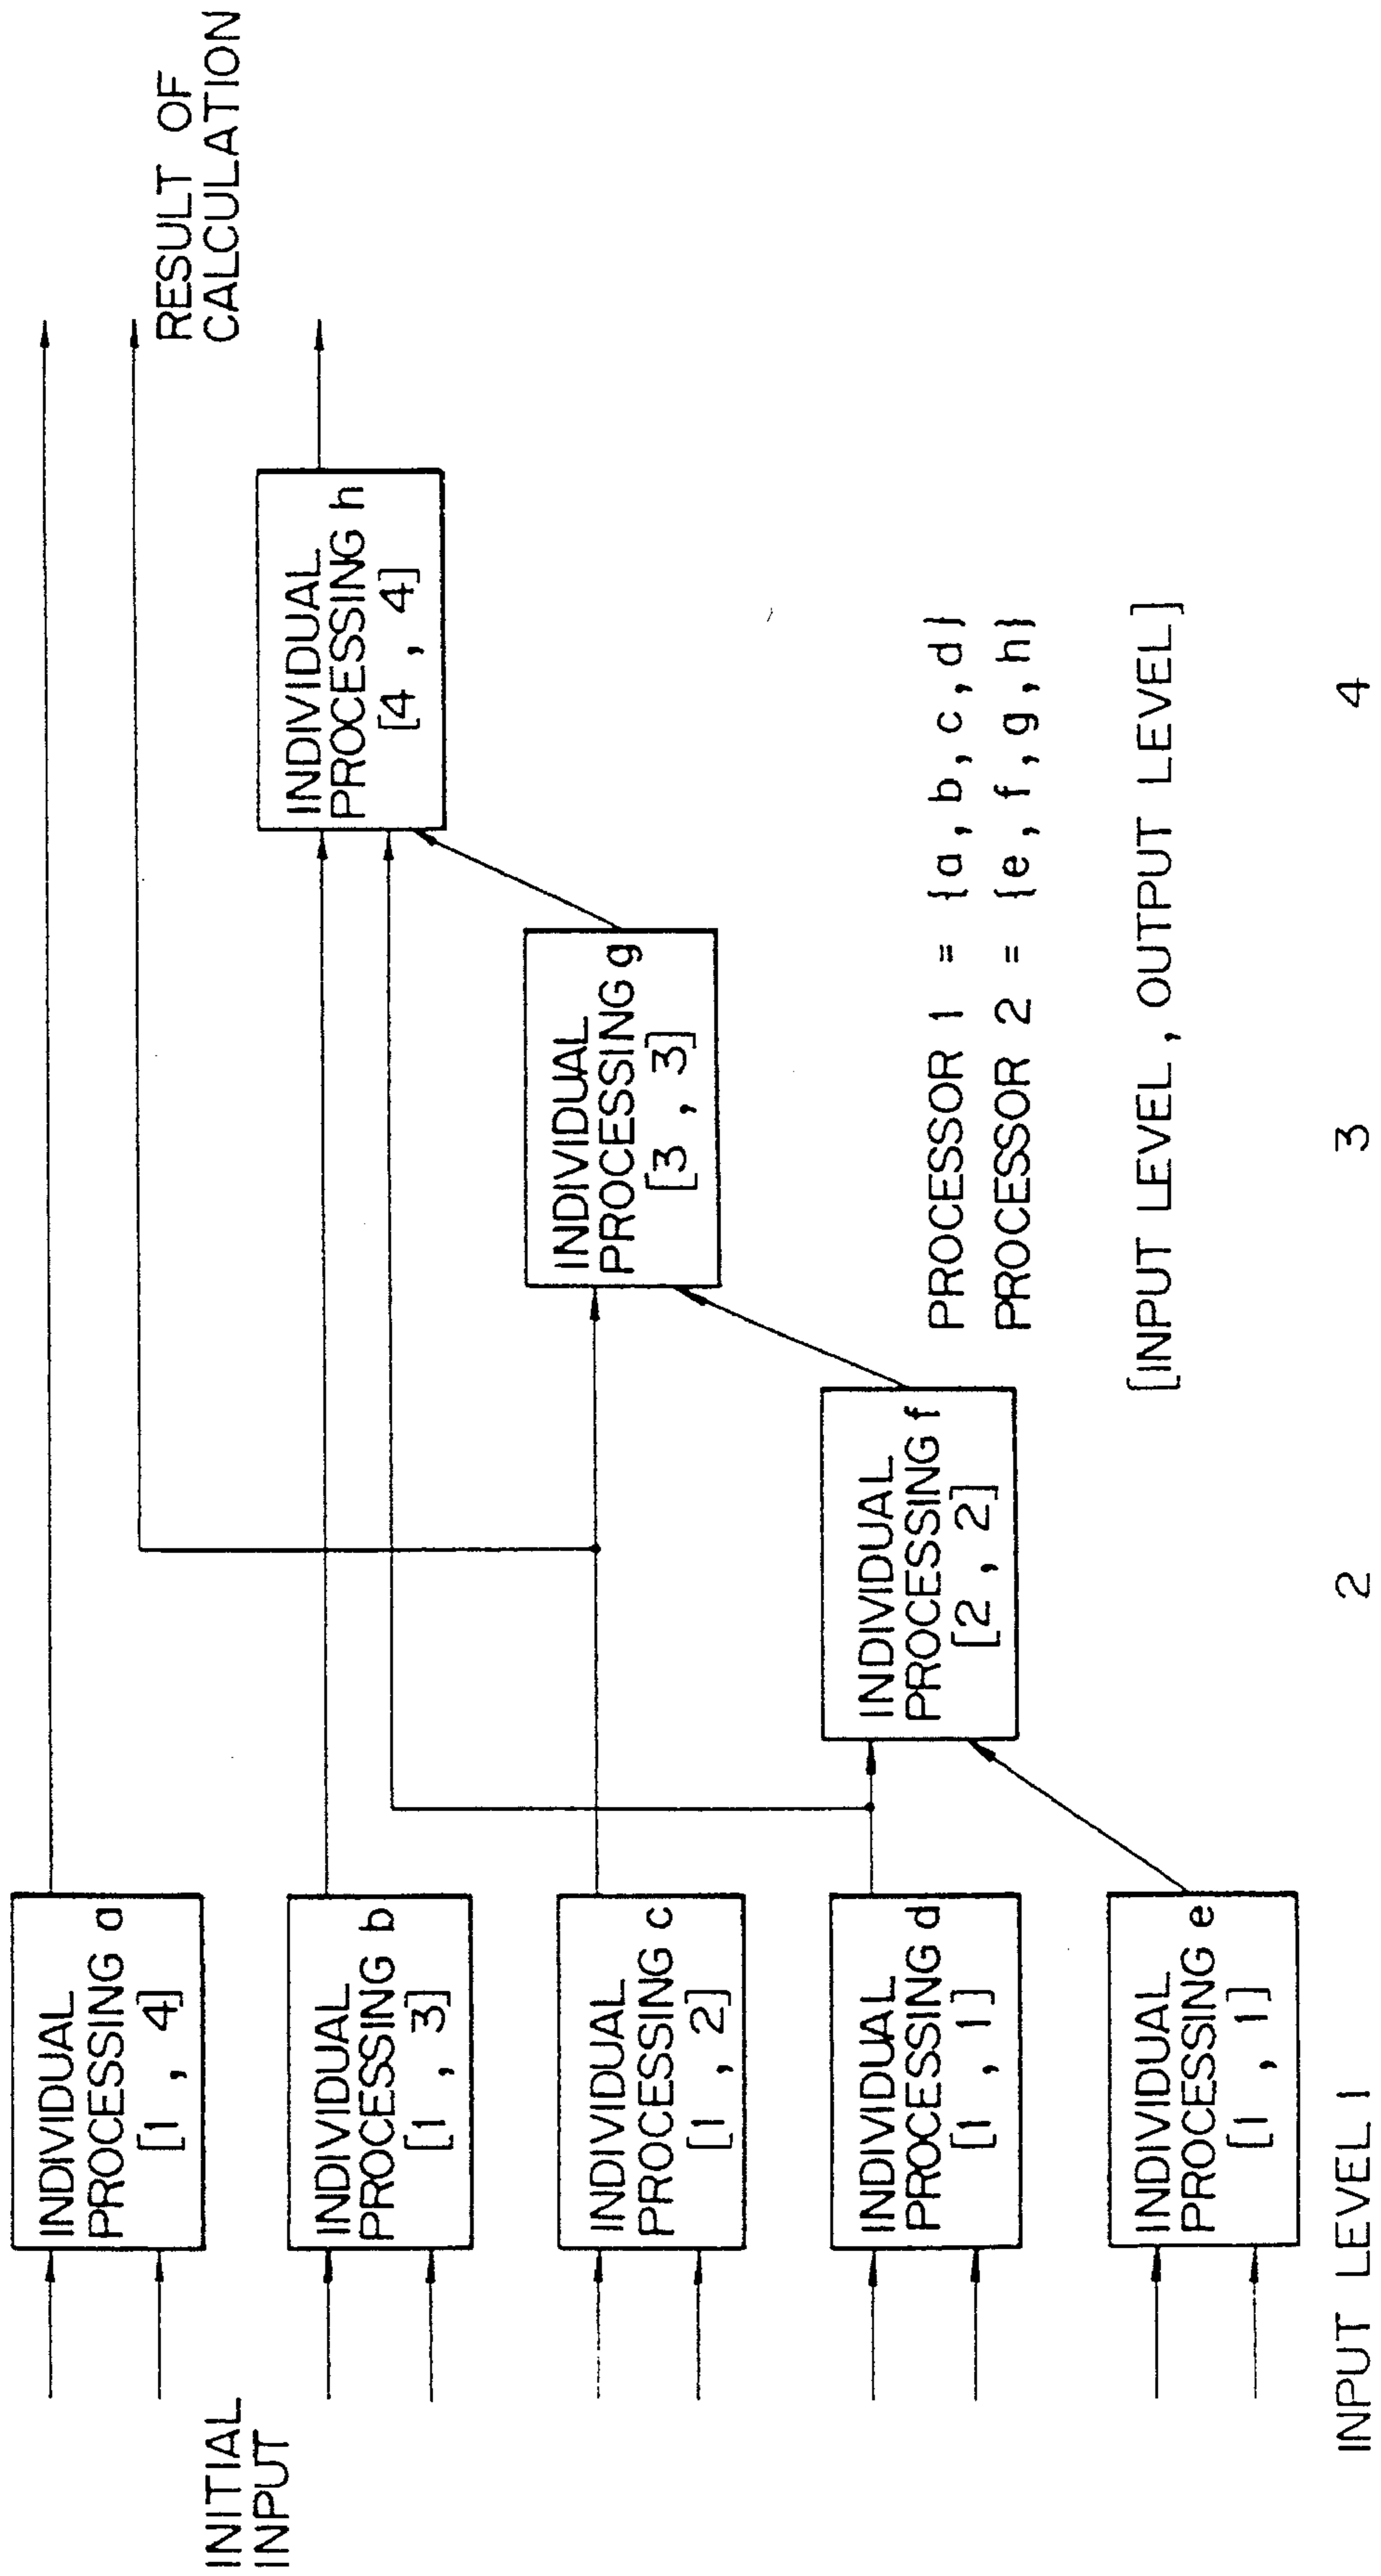 INITIAL
INPUT
INDIVIDUAL
PROCESSING a
[1 , 4]
INDIVIDUAL
PROCESSING b
[1 , 3]
INDIVIDUAL
PROCESSING c
[1 , 2]
INDIVIDUAL
PROCESSING d
[1 , 1]
INDIVIDUAL
PROCESSING e
[1 , 1]
INDIVIDUAL
PROCESSING f
[2 , 2]
INDIVIDUAL
PROCESSING g
[3 , 3]
INDIVIDUAL
PROCESSING h
[4 , 4]
RESULT OF
CALCULATION
PROCESSOR 1 = {a, b, c, d}
PROCESSOR 2 = {e, f, g, h}
[INPUT LEVEL, OUTPUT LEVEL]
INPUT LEVEL 1 2 3 4